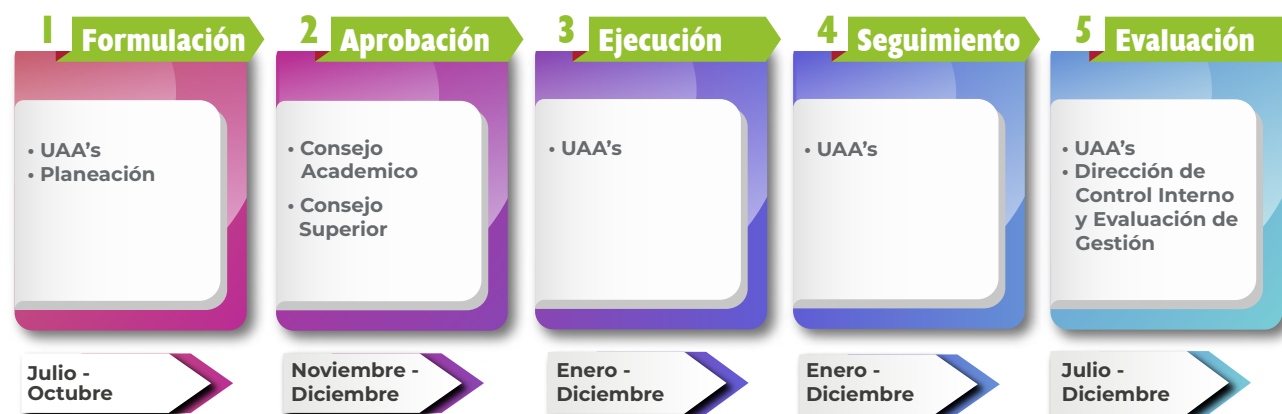 1 Formulación
• UAA's
• Planeación
Julio -
Octubre
2 Aprobación
• Consejo
Academico
• Consejo
Superior
Noviembre -
Diciembre
3 Ejecución
• UAA's
Enero -
Diciembre
4 Seguimiento
• UAA's
Enero -
Diciembre
5 Evaluación
• UAA's
• Dirección de
Control Interno
y Evaluación de
Gestión
Julio -
Diciembre